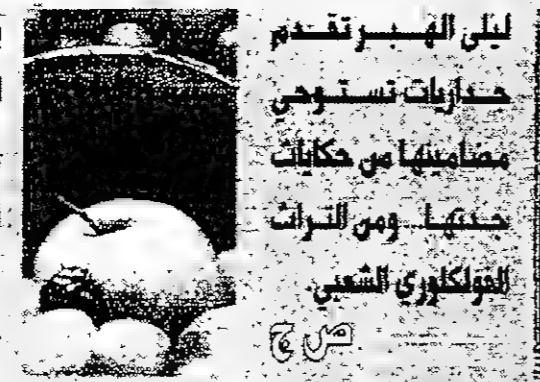 ليلى الهبر تقدم
جداريات تستوحي
مضامينها من حكايات
جدتها.. ومن التراث
الفولكلوري الشعبي.
ص ج